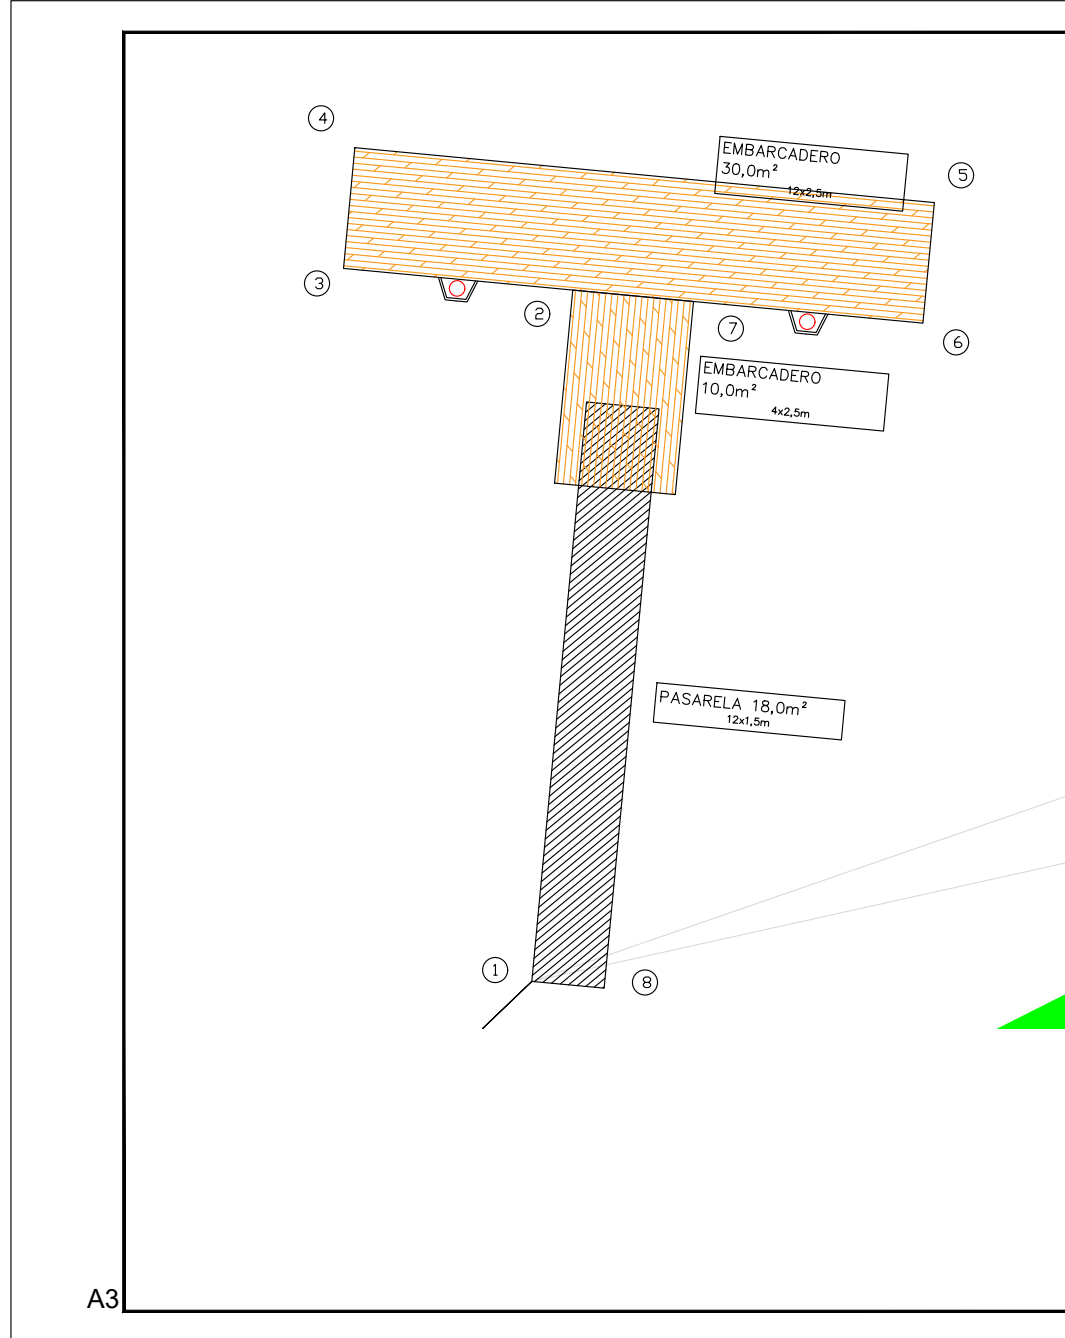 4
EMBARCADERO
30,0m²
12x2,5m
5
3
2
7
6
EMBARCADERO
10,0m²
4x2,5m
PASARELA 18,0m²
12x1,5m
1
8
A3